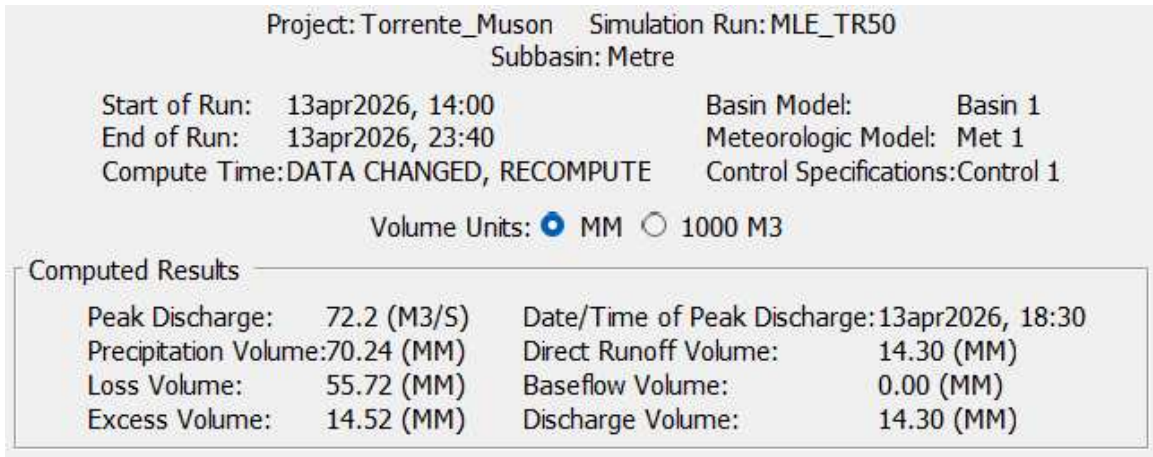 Project: Torrente_Muson Simulation Run: MLE_TR50
Subbasin: Metre
Start of Run: 13apr2026, 14:00 Basin Model: Basin 1
End of Run: 13apr2026, 23:40 Meteorologic Model: Met 1
Compute Time:DATA CHANGED, RECOMPUTE Control Specifications:Control 1
Volume Units: MM 1000 M3
Computed Results
Peak Discharge: 72.2 (M3/S) Date/Time of Peak Discharge:13apr2026, 18:30
Precipitation Volume:70.24 (MM) Direct Runoff Volume: 14.30 (MM)
Loss Volume: 55.72 (MM) Baseflow Volume: 0.00 (MM)
Excess Volume: 14.52 (MM) Discharge Volume: 14.30 (MM)